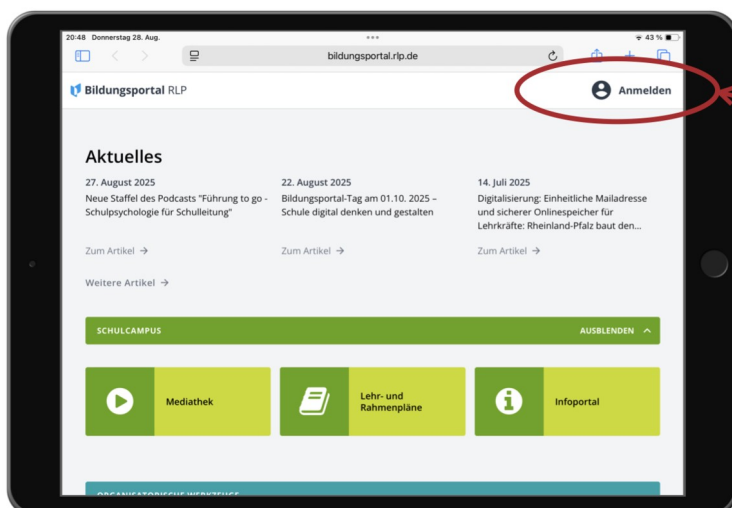 20:48 Donnerstag 28. Aug.
43 %
bildungsportal.rlp.de
Bildungsportal RLP
Anmelden
Aktuelles
27. August 2025
Neue Staffel des Podcasts "Führung to go -
Schulpsychologie für Schulleitung"
Zum Artikel →
22. August 2025
Bildungsportal-Tag am 01.10. 2025 –
Schule digital denken und gestalten
Zum Artikel →
14. Juli 2025
Digitalisierung: Einheitliche Mailadresse
und sicherer Onlinespeicher für
Lehrkräfte: Rheinland-Pfalz baut den...
Zum Artikel →
Weitere Artikel →
SCHULCAMPUS
AUSBLENDEN
Mediathek
Lehr- und
Rahmenpläne
Infoportal
ORGANISATORISCHE WERKZEUGE